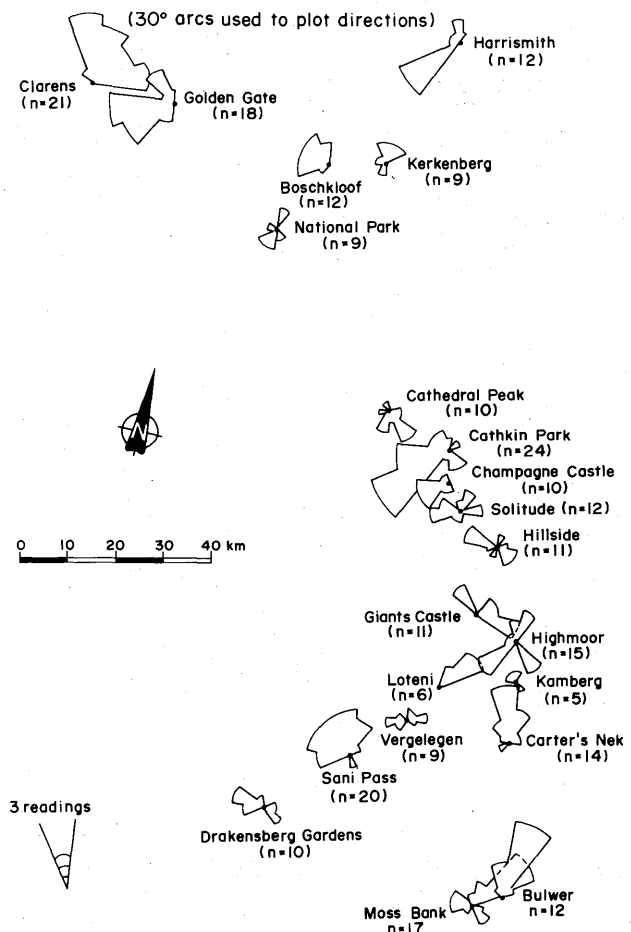 (30° arcs used to plot directions)
Harrismith
(n=12)
Clarens
(n=21)
Golden Gate
(n=18)
Boschkloof
(n=12)
Kerkenberg
(n=9)
National Park
(n=9)
Cathedral Peak
(n=10)
Cathkin Park
(n=24)
Champagne Castle
(n=10)
Solitude (n=12)
Hillside
(n=11)
N
0 10 20 30 40 km
Giants Castle
(n=11)
Highmoor
(n=15)
Loteni
(n=6)
Kamberg
(n=5)
Vergelegen
(n=9)
Carter's Nek
(n=14)
Sani Pass
(n=20)
3 readings
Drakensberg Gardens
(n=10)
Bulwer
n=12
Moss Bank
n=17